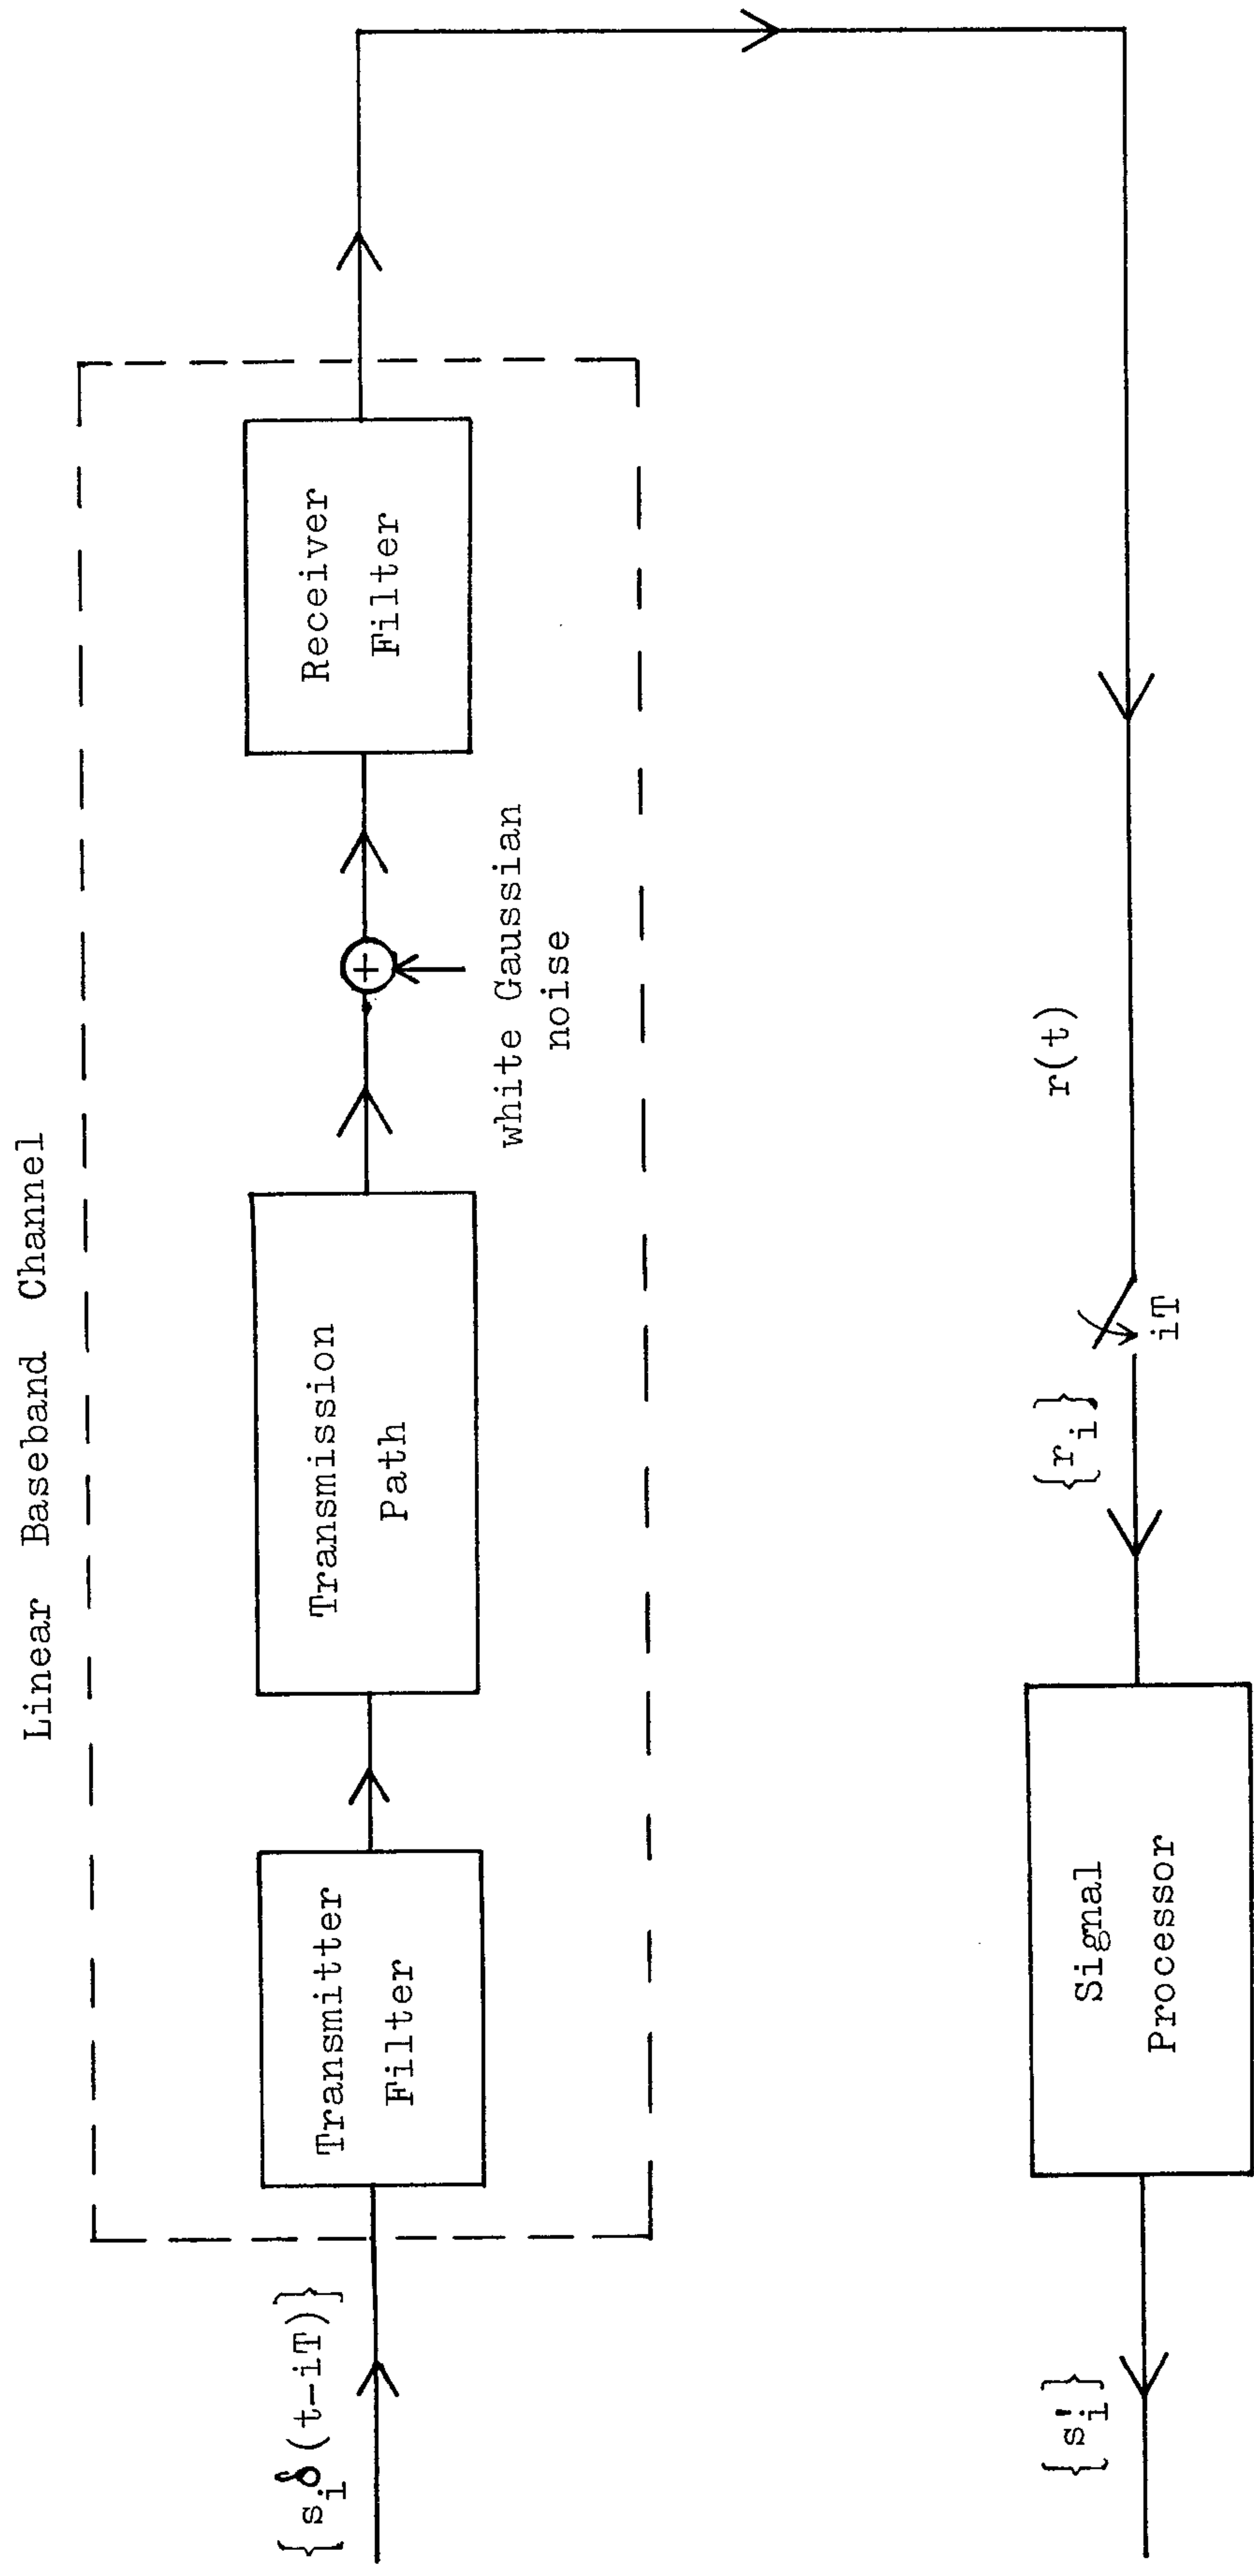 Linear Baseband Channel
{s_iδ(t-iT)}
Transmitter
Filter
Transmission
Path
white Gaussian
noise
Receiver
Filter
r(t)
iT
{r_i}
Signal
Processor
{s'_i}